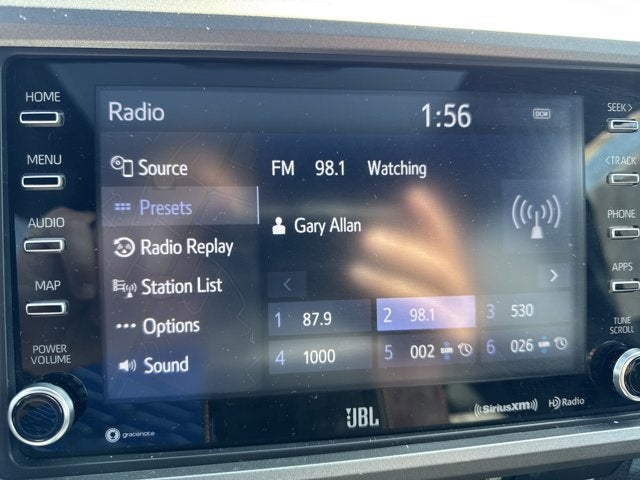 HOME
MENU
AUDIO
MAP
POWER
VOLUME
Radio
1:56
DCM
Source
Presets
Radio Replay
Station List
Options
Sound
FM 98.1 Watching
Gary Allan
<
>
1 87.9
2 98.1
3 530
4 1000
5 002 SXM
6 026 SXM
SEEK >
< TRACK
PHONE
APPS
TUNE
SCROLL
gracenote
JBL
SiriusXM
HD Radio